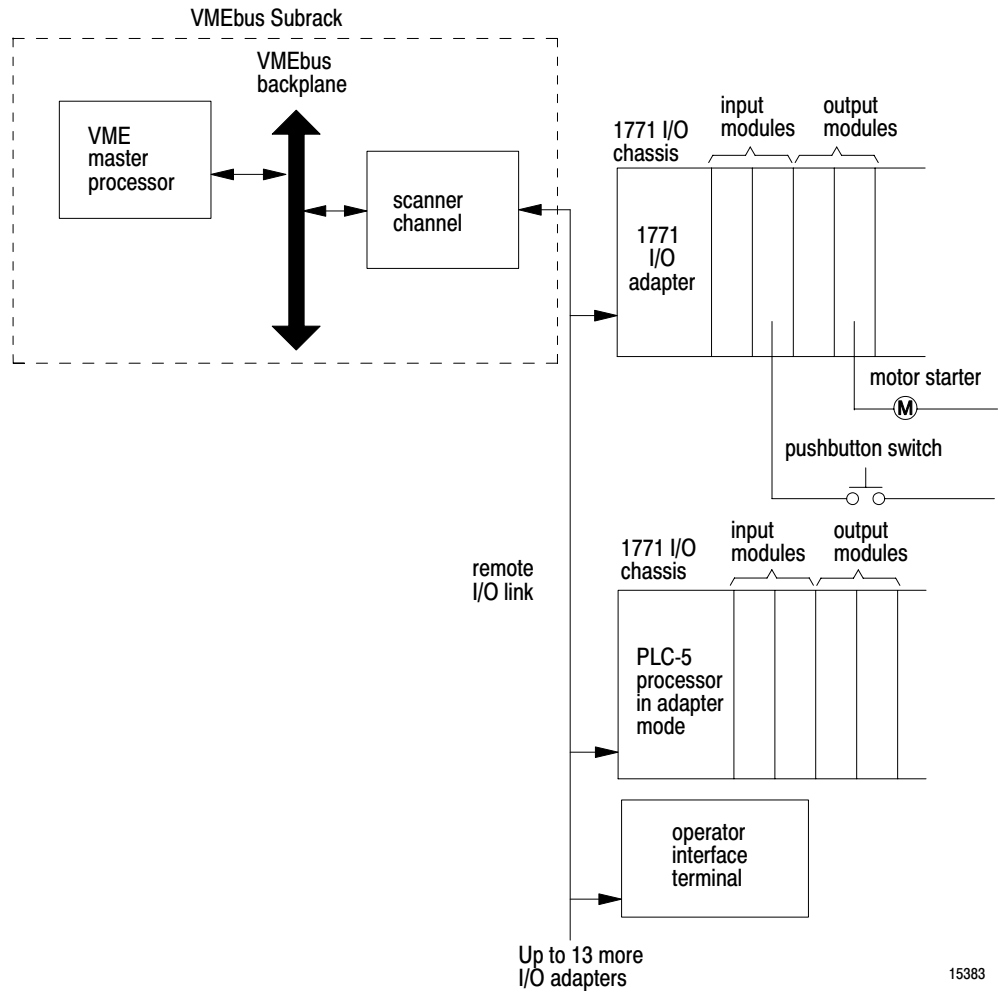 VMEbus Subrack
VMEbus
backplane
VME
master
processor
scanner
channel
1771 I/O
chassis
input
modules
output
modules
1771
I/O
adapter
motor starter
M
pushbutton switch
remote
I/O link
1771 I/O
chassis
input
modules
output
modules
PLC-5
processor
in adapter
mode
operator
interface
terminal
Up to 13 more
I/O adapters
15383